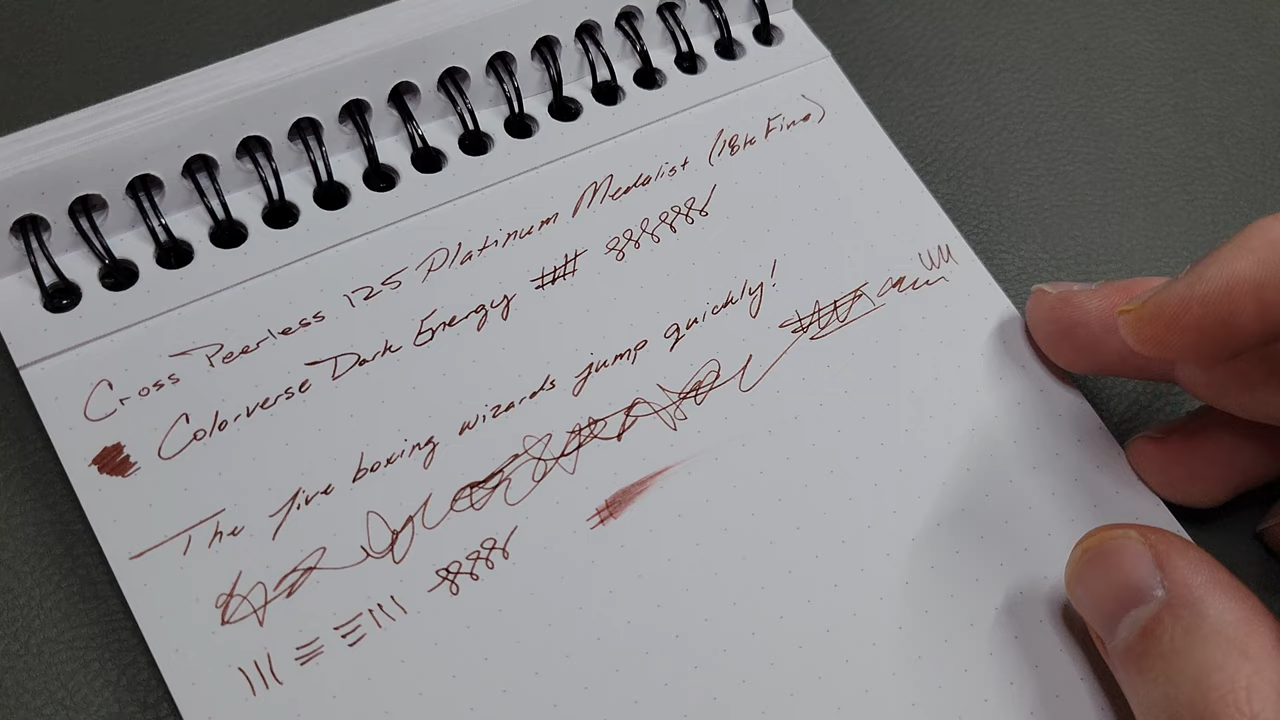 Cross Peerless 125 Platinum Medalist (18k Fine)
Colorverse Dark Energy ## 888888
The five boxing wizards jump quickly!
8888